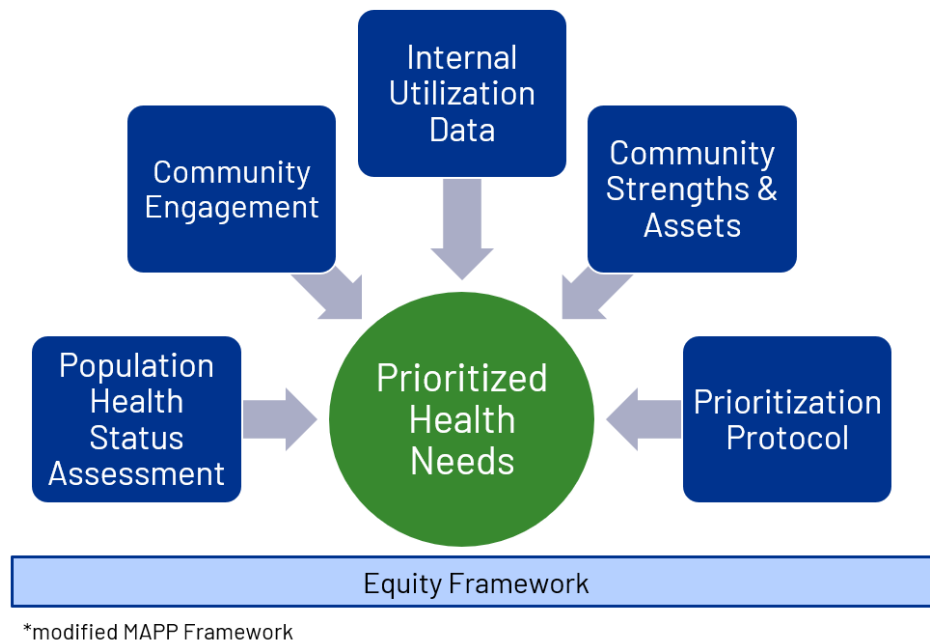 Internal
Utilization
Data
Community
Engagement
Community
Strengths &
Assets
Population
Health
Status
Assessment
Prioritized
Health
Needs
Prioritization
Protocol
Equity Framework
*modified MAPP Framework